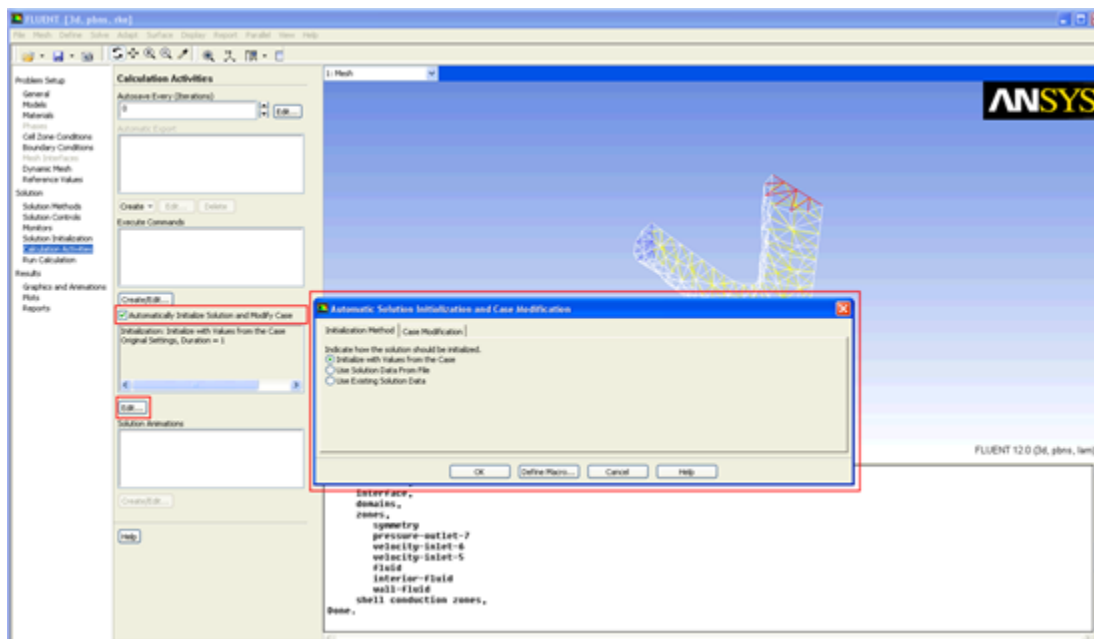 FLUENT [3d, pbns, rke]
File Mesh Define Solve Adapt Surface Display Report Parallel View Help
Problem Setup
General
Models
Materials
Phases
Cell Zone Conditions
Boundary Conditions
Mesh Interfaces
Dynamic Mesh
Reference Values
Solution
Solution Methods
Solution Controls
Monitors
Solution Initialization
Calculation Activities
Run Calculation
Results
Graphics and Animations
Plots
Reports
Calculation Activities
Autosave Every (Iterations)
0
Edit...
Automatic Export
Create Edit... Delete
Execute Commands
Create/Edit...
Automatically Initialize Solution and Modify Case
Initialization: Initialize with Values from the Case
Original Settings, Duration = 1
Edit...
Solution Animations
Create/Edit...
Help
1: Mesh
ANSYS
Automatic Solution Initialization and Case Modification
Initialization Method Case Modification
Indicate how the solution should be initialized.
Initialize with Values from the Case
Use Solution Data From File
Use Existing Solution Data
OK Define Macro... Cancel Help
FLUENT 12.0 (3d, pbns, lam)
interface,
domains,
zones,
symmetry
pressure-outlet-7
velocity-inlet-6
velocity-inlet-5
fluid
interior-fluid
wall-fluid
shell conduction zones,
Done.